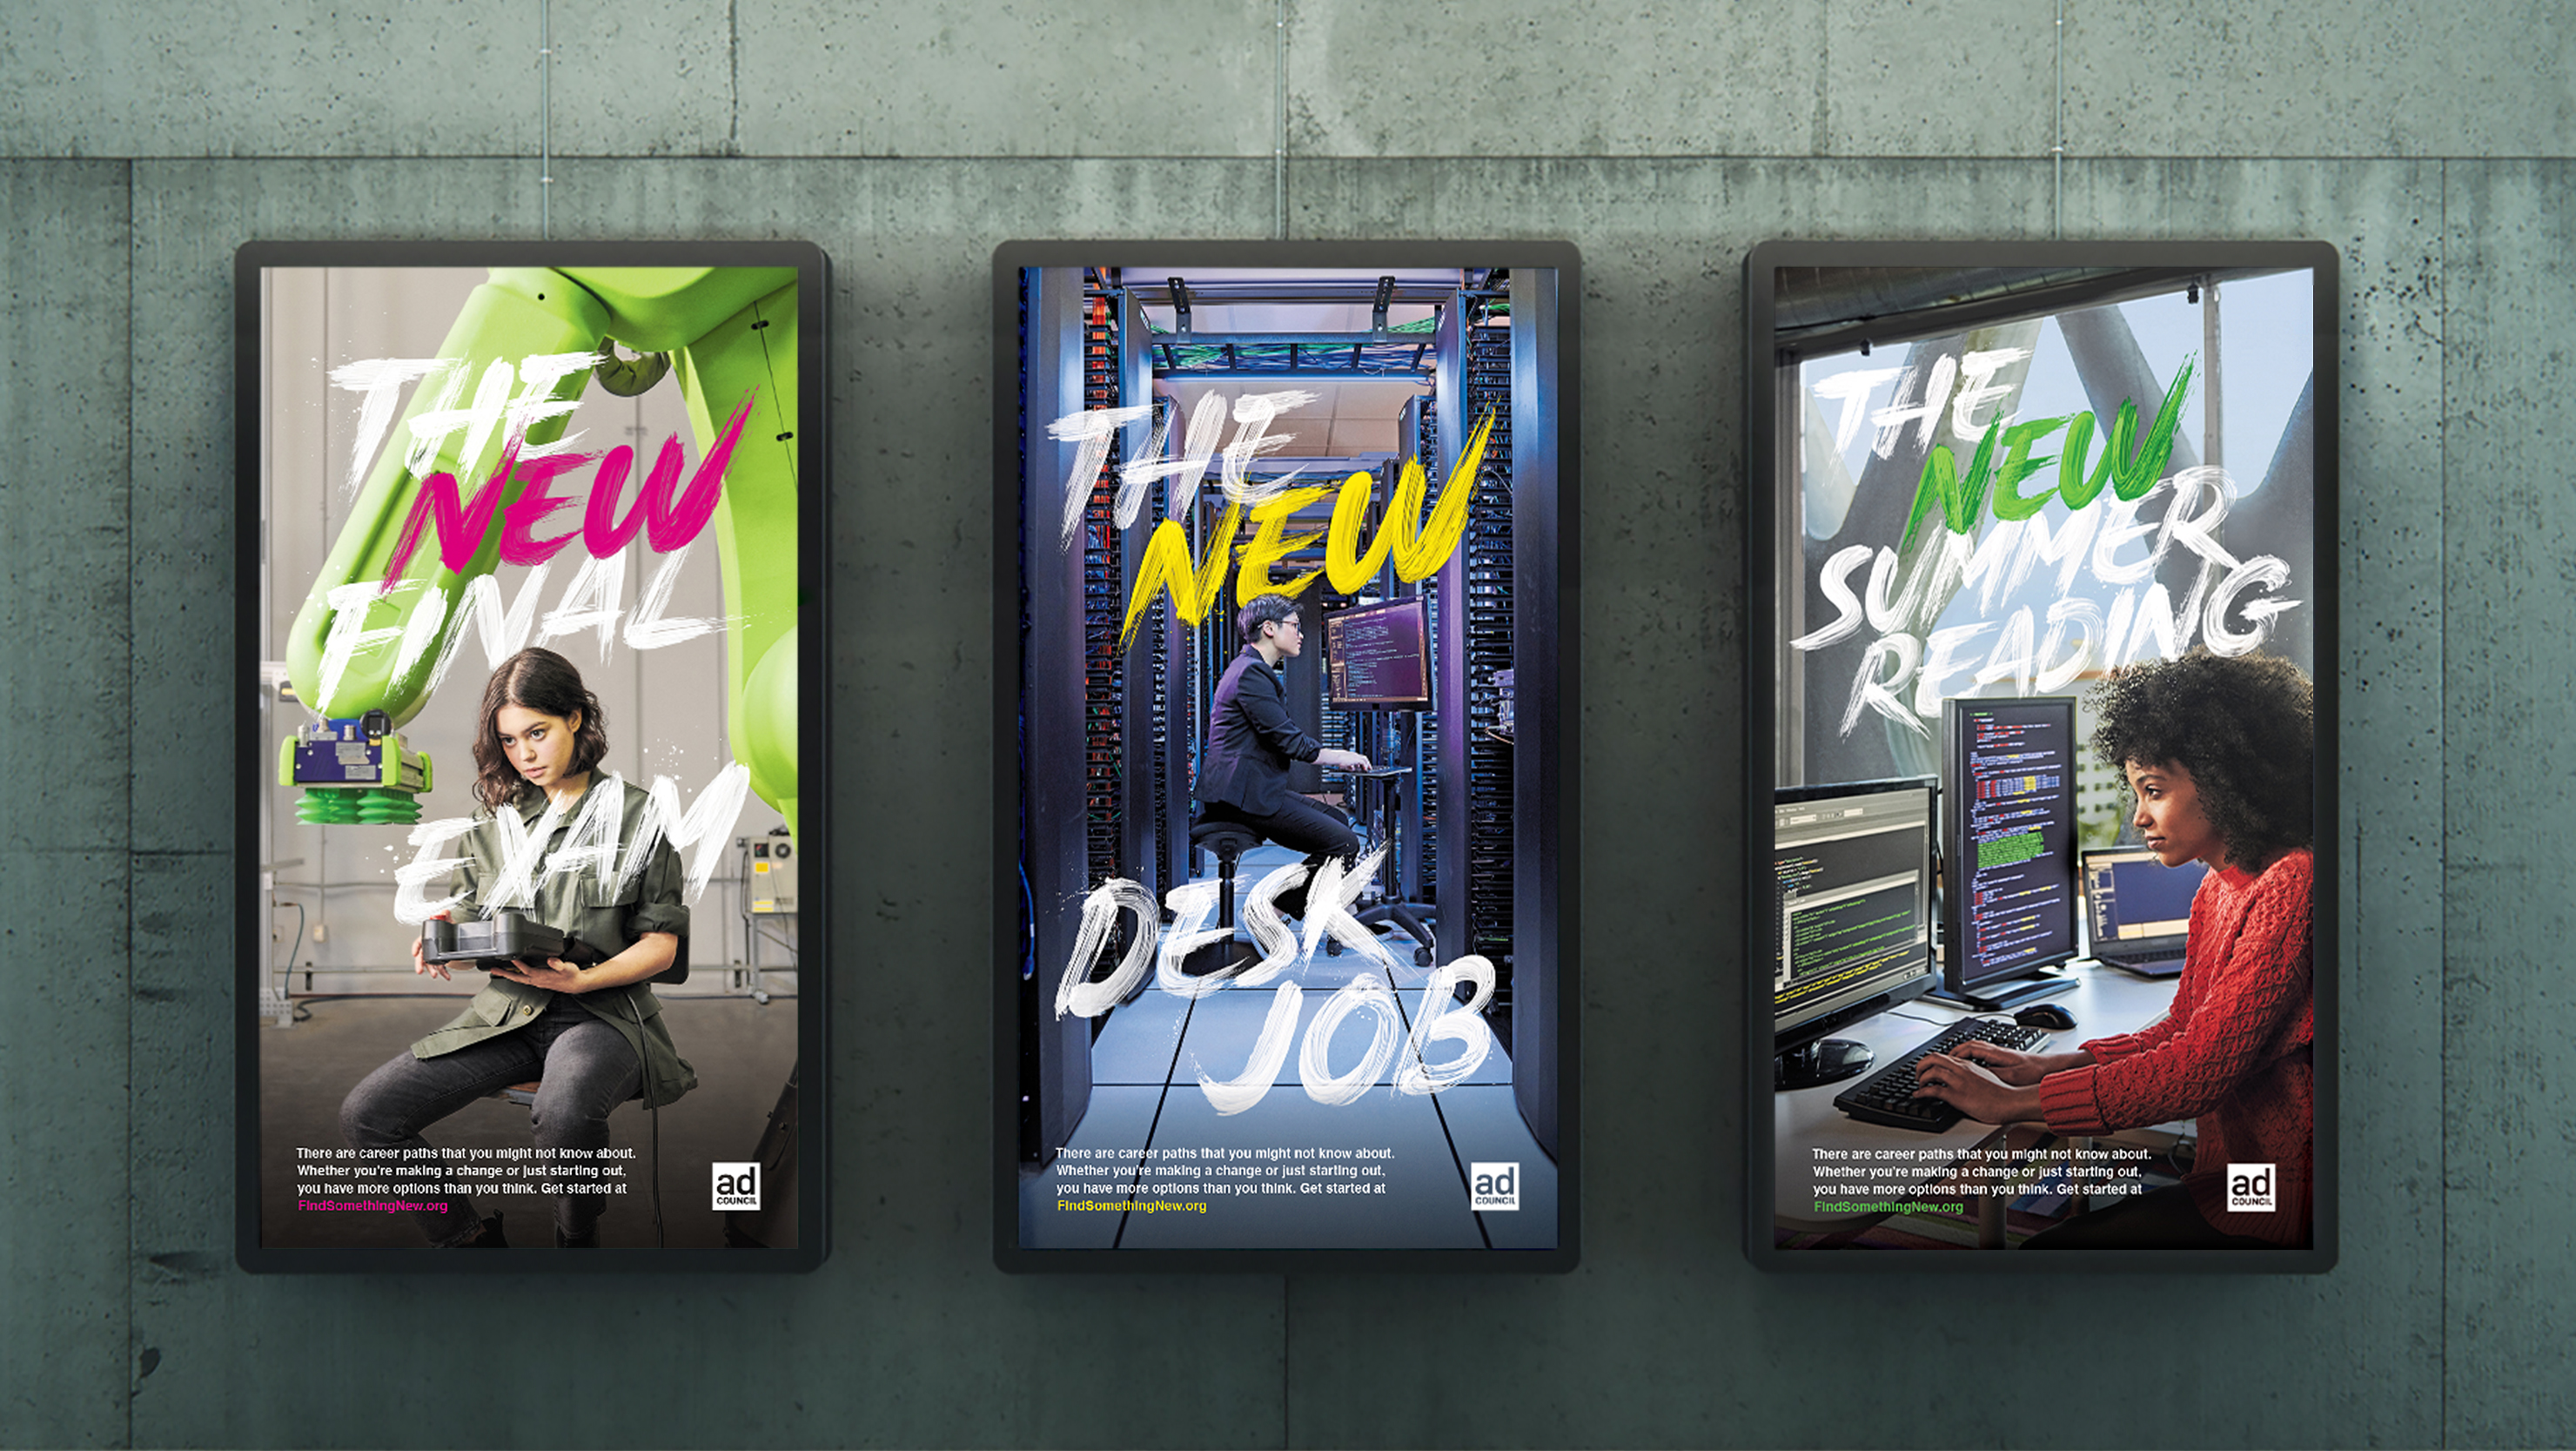 THE
NEW
FINAL
EXAM
There are career paths that you might not know about.
Whether you're making a change or just starting out,
you have more options than you think. Get started at
FindSomethingNew.org
ad
COUNCIL
THE
NEW
DESK
JOB
There are career paths that you might not know about.
Whether you're making a change or just starting out,
you have more options than you think. Get started at
FindSomethingNew.org
ad
COUNCIL
THE
NEW
SUMMER
READING
There are career paths that you might not know about.
Whether you're making a change or just starting out,
you have more options than you think. Get started at
FindSomethingNew.org
ad
COUNCIL